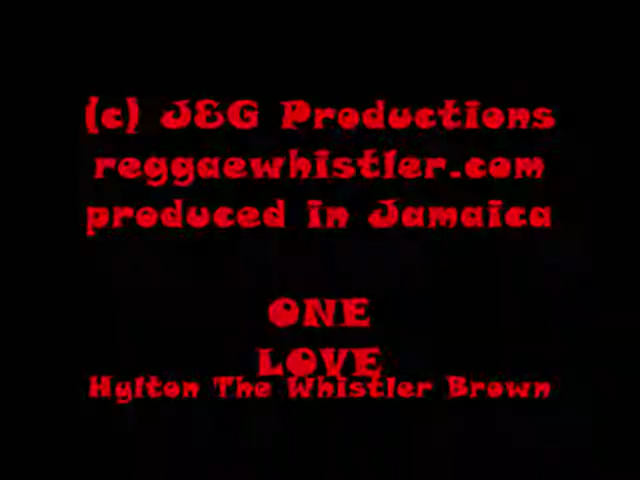 (c) J&G Productions
reggaewhistler.com
produced in Jamaica
ONE
LOVE
Hylton The Whistler Brown